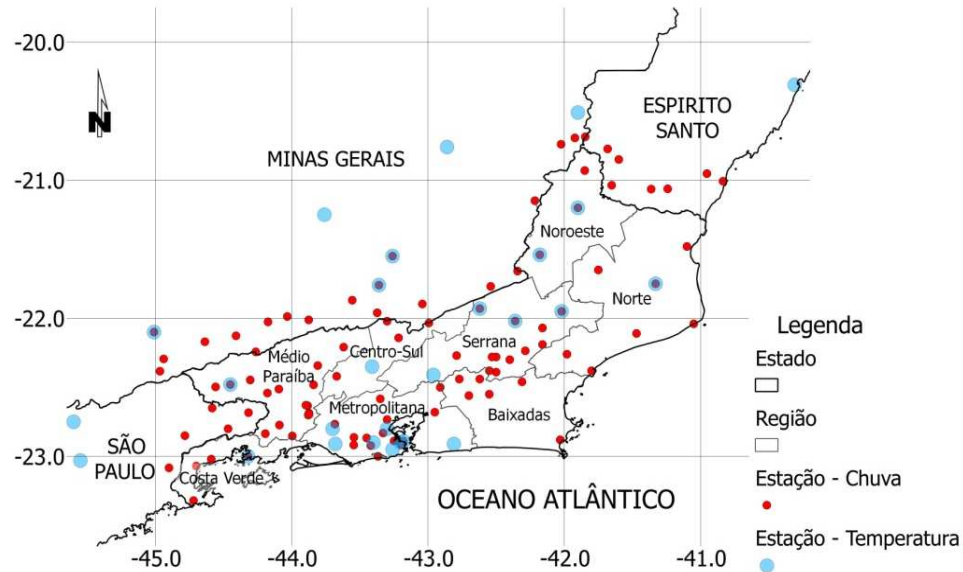 -20.0
-21.0
-22.0
-23.0
N
MINAS GERAIS
ESPIRITO
SANTO
Noroeste
Norte
Serrana
Centro-Sul
Médio
Paraíba
Metropolitana
Baixadas
SÃO
PAULO
Costa Verde
OCEANO ATLÂNTICO
-45.0
-44.0
-43.0
-42.0
-41.0
Legenda
Estado
Região
Estação - Chuva
Estação - Temperatura